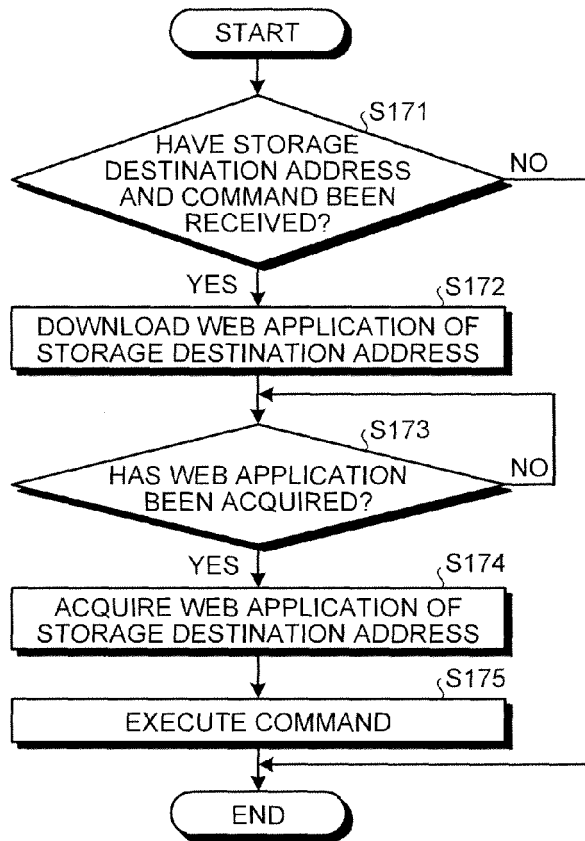 START
S171
HAVE STORAGE
DESTINATION ADDRESS
AND COMMAND BEEN
RECEIVED?
NO
YES
S172
DOWNLOAD WEB APPLICATION OF
STORAGE DESTINATION ADDRESS
S173
HAS WEB APPLICATION
BEEN ACQUIRED?
NO
YES
S174
ACQUIRE WEB APPLICATION OF
STORAGE DESTINATION ADDRESS
S175
EXECUTE COMMAND
END